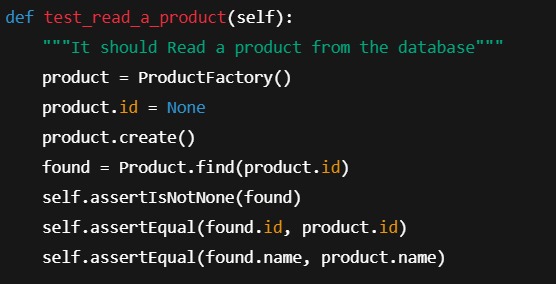 def test_read_a_product(self):
    """It should Read a product from the database"""
    product = ProductFactory()
    product.id = None
    product.create()
    found = Product.find(product.id)
    self.assertIsNotNone(found)
    self.assertEqual(found.id, product.id)
    self.assertEqual(found.name, product.name)